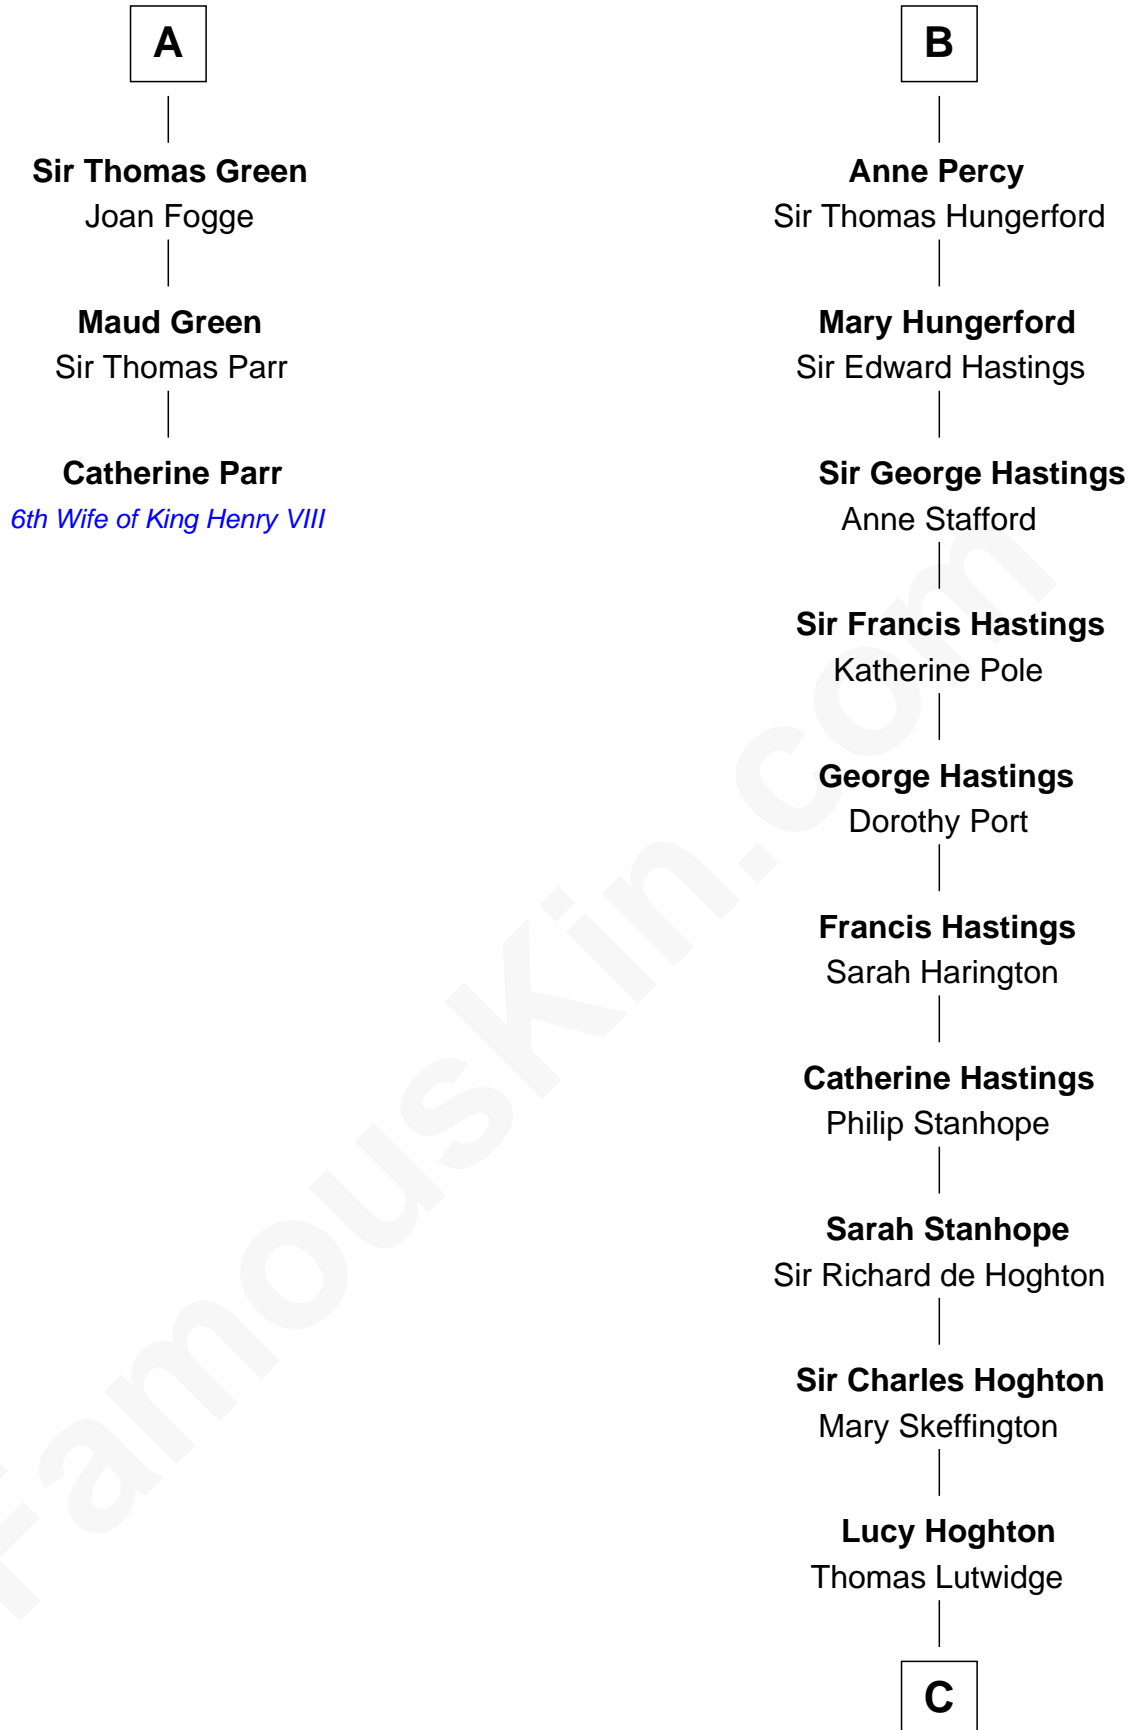 A
Sir Thomas Green
Joan Fogge
Maud Green
Sir Thomas Parr
Catherine Parr
6th Wife of King Henry VIII
B
Anne Percy
Sir Thomas Hungerford
Mary Hungerford
Sir Edward Hastings
Sir George Hastings
Anne Stafford
Sir Francis Hastings
Katherine Pole
George Hastings
Dorothy Port
Francis Hastings
Sarah Harington
Catherine Hastings
Philip Stanhope
Sarah Stanhope
Sir Richard de Hoghton
Sir Charles Hoghton
Mary Skeffington
Lucy Hoghton
Thomas Lutwidge
C
FamousKin.com